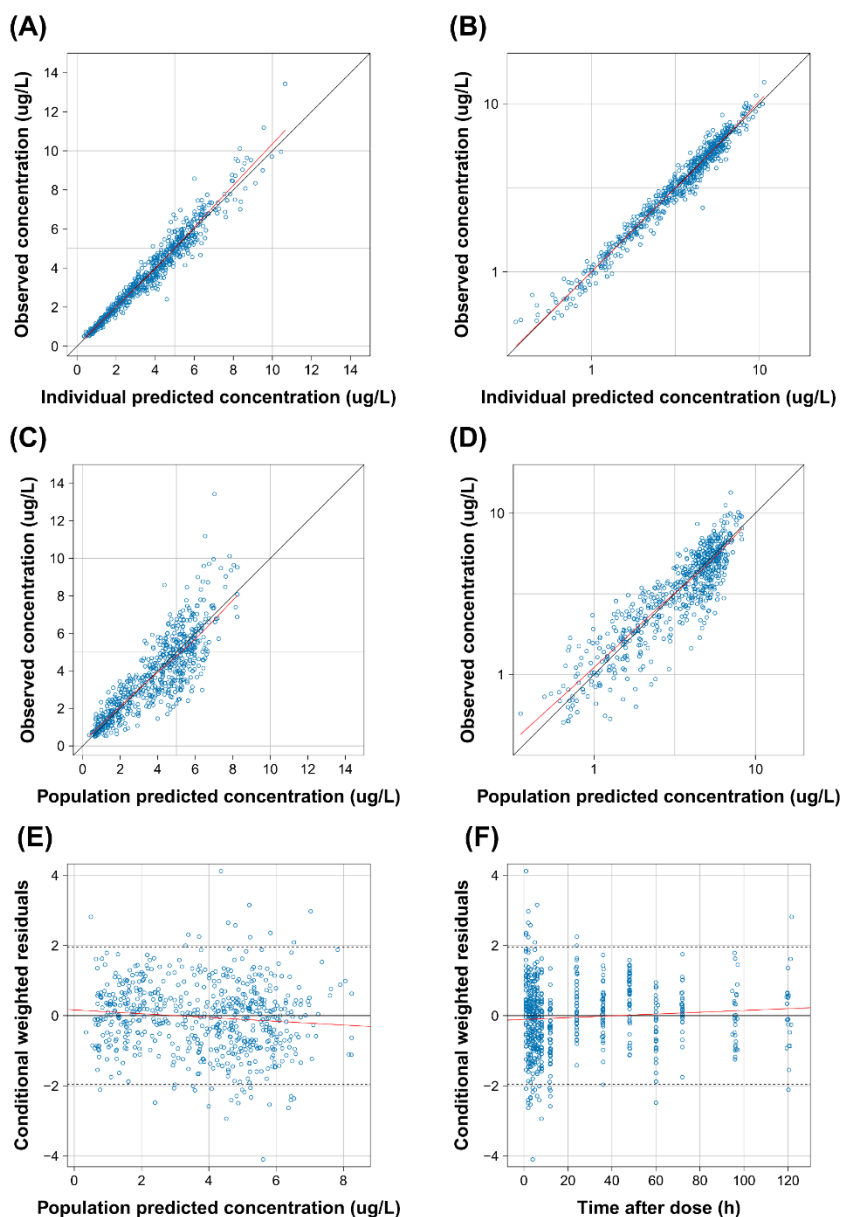 (A)
Observed concentration (ug/L)
14
12
10
8
6
4
2
0
0 2 4 6 8 10 12 14
Individual predicted concentration (ug/L)
(B)
Observed concentration (ug/L)
10
1
1 10
Individual predicted concentration (ug/L)
(C)
Observed concentration (ug/L)
14
12
10
8
6
4
2
0
0 2 4 6 8 10 12 14
Population predicted concentration (ug/L)
(D)
Observed concentration (ug/L)
10
1
1 10
Population predicted concentration (ug/L)
(E)
Conditional weighted residuals
4
2
0
−2
−4
0 2 4 6 8
Population predicted concentration (ug/L)
(F)
Conditional weighted residuals
4
2
0
−2
−4
0 20 40 60 80 100 120
Time after dose (h)